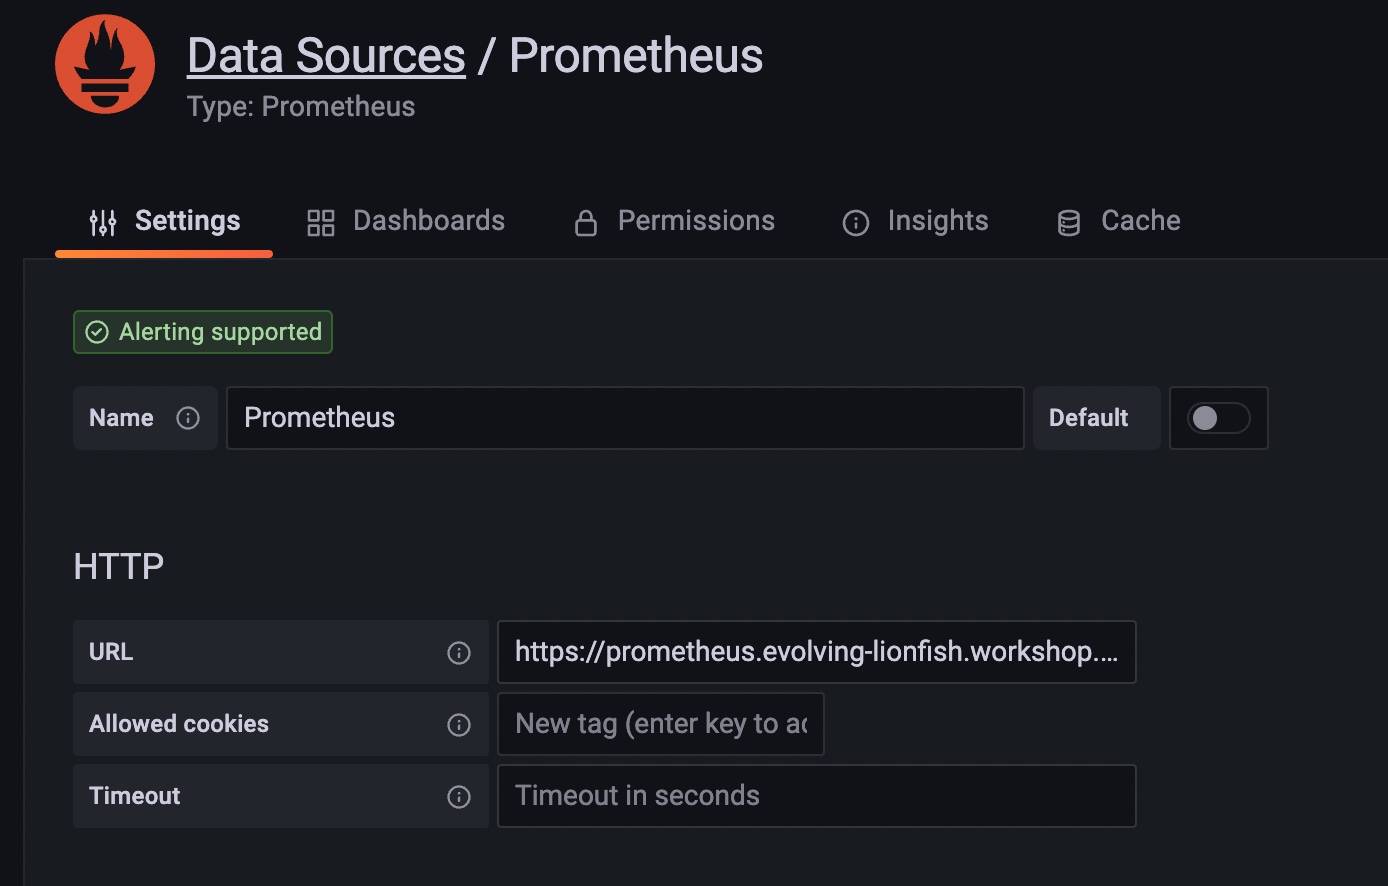 Data Sources / Prometheus
Type: Prometheus
Settings Dashboards Permissions Insights Cache
Alerting supported
Name Prometheus Default
HTTP
URL https://prometheus.evolving-lionfish.workshop....
Allowed cookies New tag (enter key to ac
Timeout Timeout in seconds